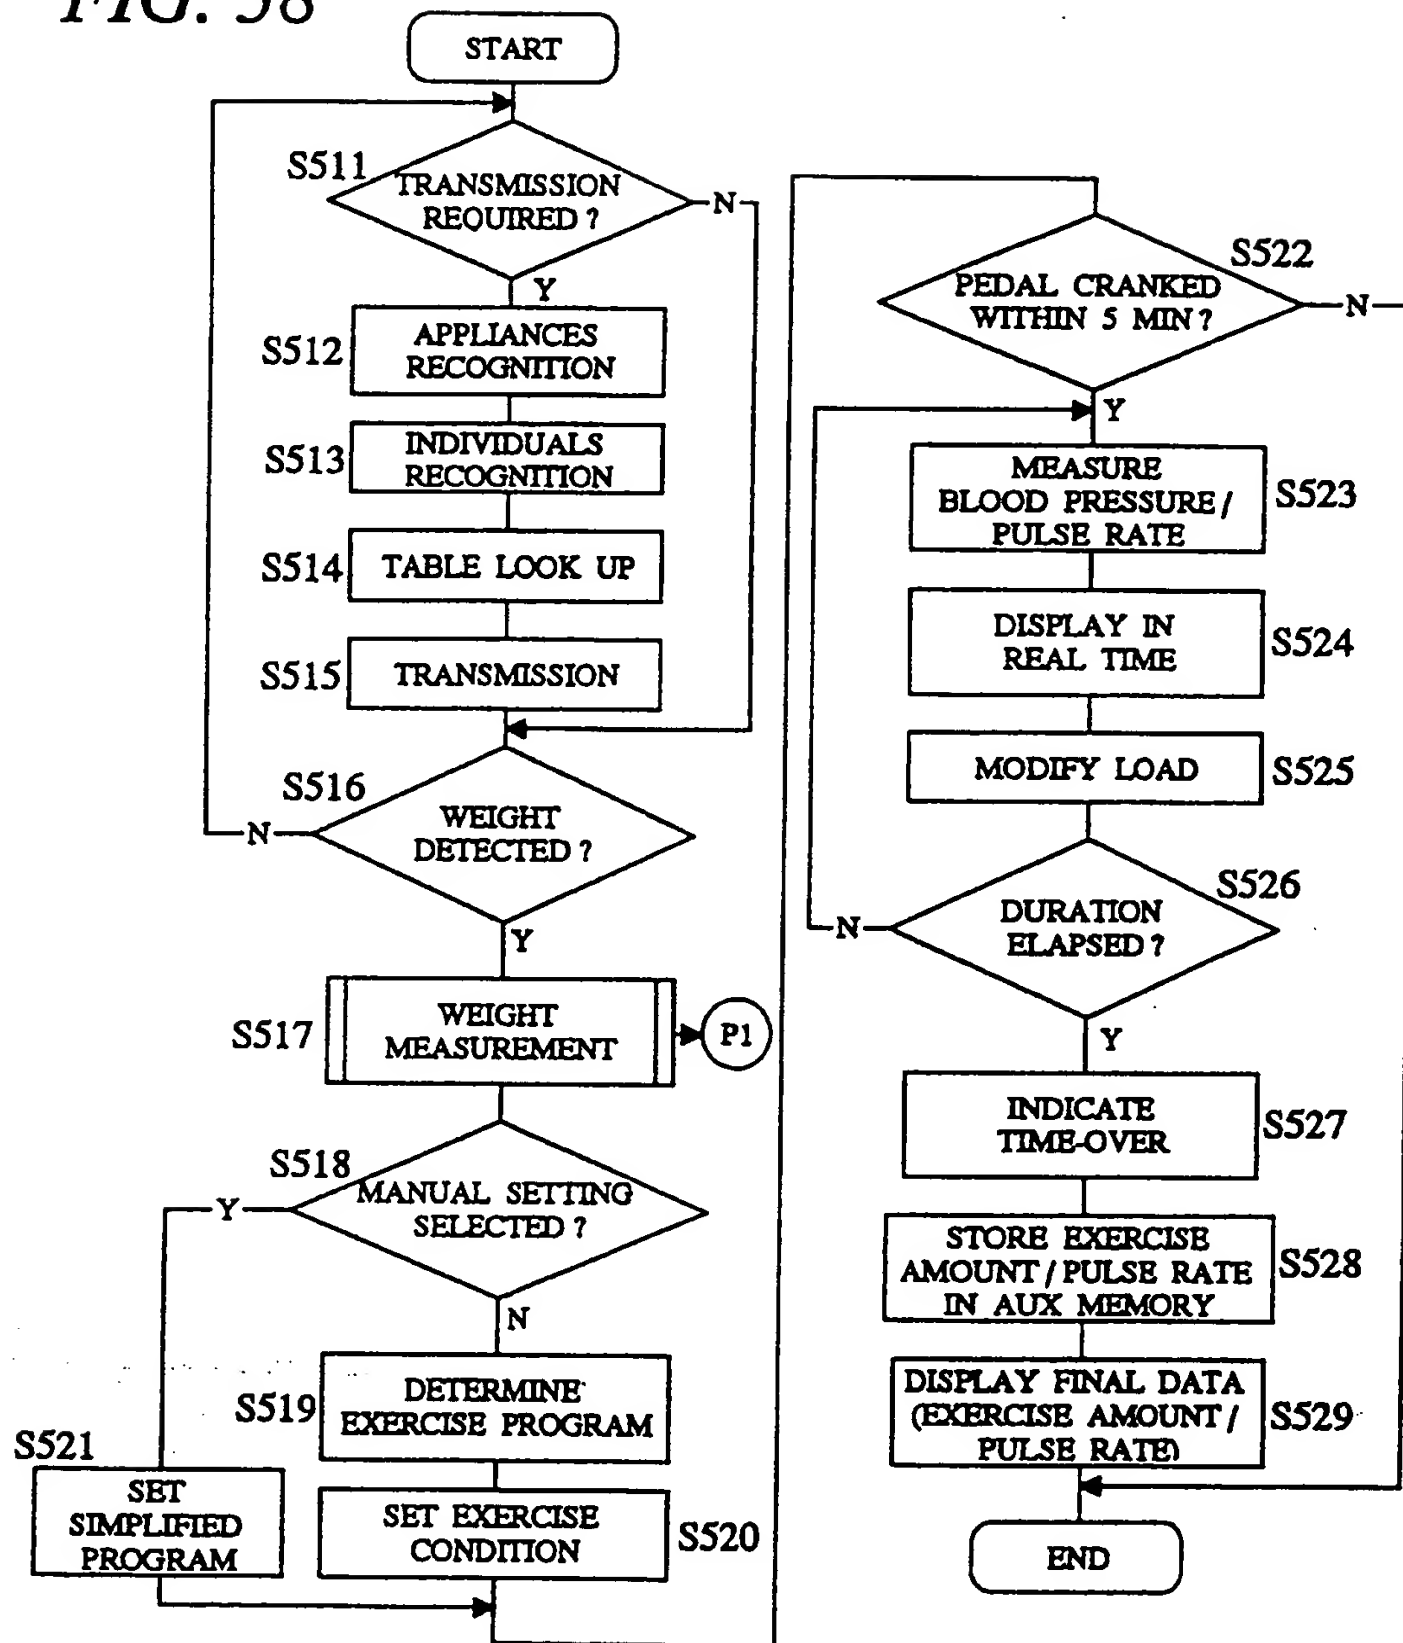 FIG. 58
START
S511
TRANSMISSION
REQUIRED ?
N
Y
S512
APPLIANCES
RECOGNITION
S513
INDIVIDUALS
RECOGNITION
S514
TABLE LOOK UP
S515
TRANSMISSION
S516
WEIGHT
DETECTED ?
N
Y
S517
WEIGHT
MEASUREMENT
P1
S518
MANUAL SETTING
SELECTED ?
Y
N
S519
DETERMINE
EXERCISE PROGRAM
S521
SET
SIMPLIFIED
PROGRAM
SET EXERCISE
CONDITION
S520
S522
PEDAL CRANKED
WITHIN 5 MIN ?
N
Y
MEASURE
BLOOD PRESSURE /
PULSE RATE
S523
DISPLAY IN
REAL TIME
S524
MODIFY LOAD
S525
S526
DURATION
ELAPSED ?
N
Y
INDICATE
TIME-OVER
S527
STORE EXERCISE
AMOUNT / PULSE RATE
IN AUX MEMORY
S528
DISPLAY FINAL DATA
(EXERCISE AMOUNT /
PULSE RATE)
S529
END